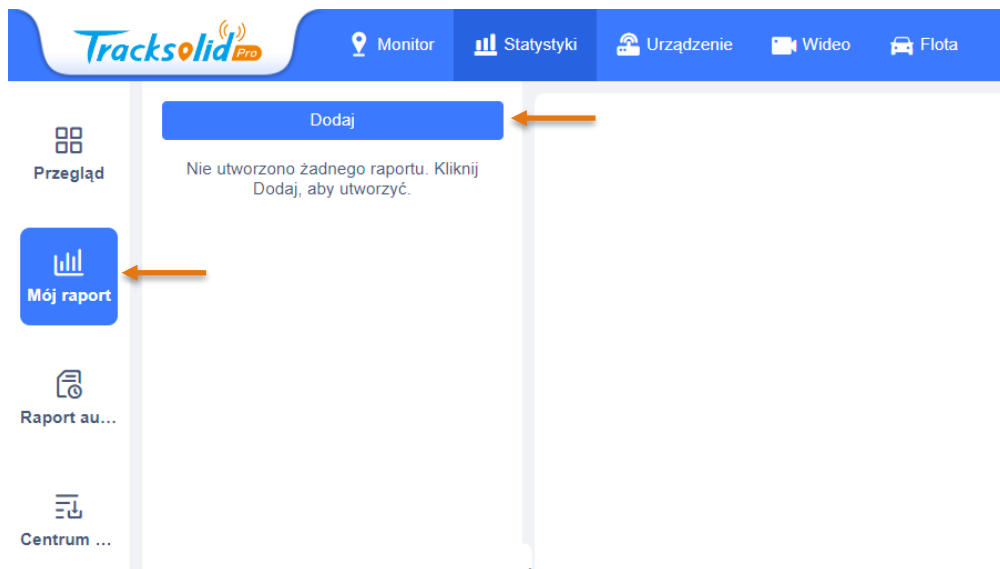 Tracksolid Pro
Monitor
Statystyki
Urządzenie
Wideo
Flota
Przegląd
Mój raport
Raport au...
Centrum ...
Dodaj
Nie utworzono żadnego raportu. Kliknij
Dodaj, aby utworzyć.